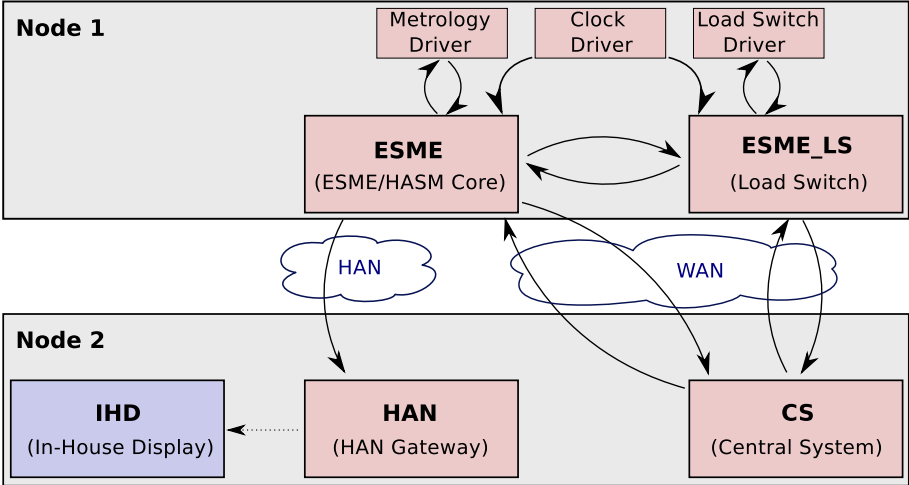 Node 1
Metrology
Driver
Clock
Driver
Load Switch
Driver
ESME
(ESME/HASM Core)
ESME_LS
(Load Switch)
HAN
WAN
Node 2
IHD
(In-House Display)
HAN
(HAN Gateway)
CS
(Central System)